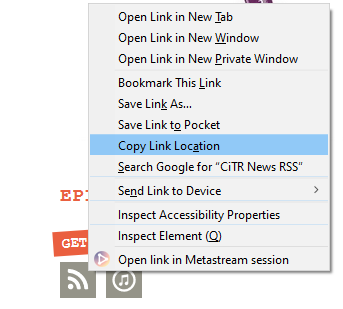 Open Link in New Tab
Open Link in New Window
Open Link in New Private Window
Bookmark This Link
Save Link As...
Save Link to Pocket
Copy Link Location
Search Google for “CiTR News RSS”
Send Link to Device
Inspect Accessibility Properties
Inspect Element (Q)
Open link in Metastream session
EP
GET